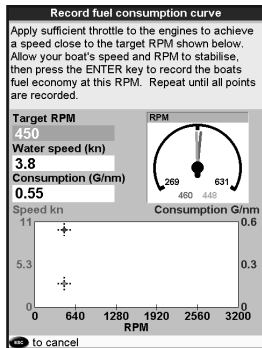 Record fuel consumption curve
Apply sufficient throttle to the engines to achieve
a speed close to the target RPM shown below.
Allow your boat's speed and RPM to stabilise,
then press the ENTER key to record the boats
fuel economy at this RPM. Repeat until all points
are recorded.
Target RPM
450
Water speed (kn)
3.8
Consumption (G/nm)
0.55
RPM
269 631
460 448
Speed kn Consumption G/nm
11 0.6
5.3 0.3
0 0
0 640 1280 1920 2560 3200
RPM
ESC to cancel